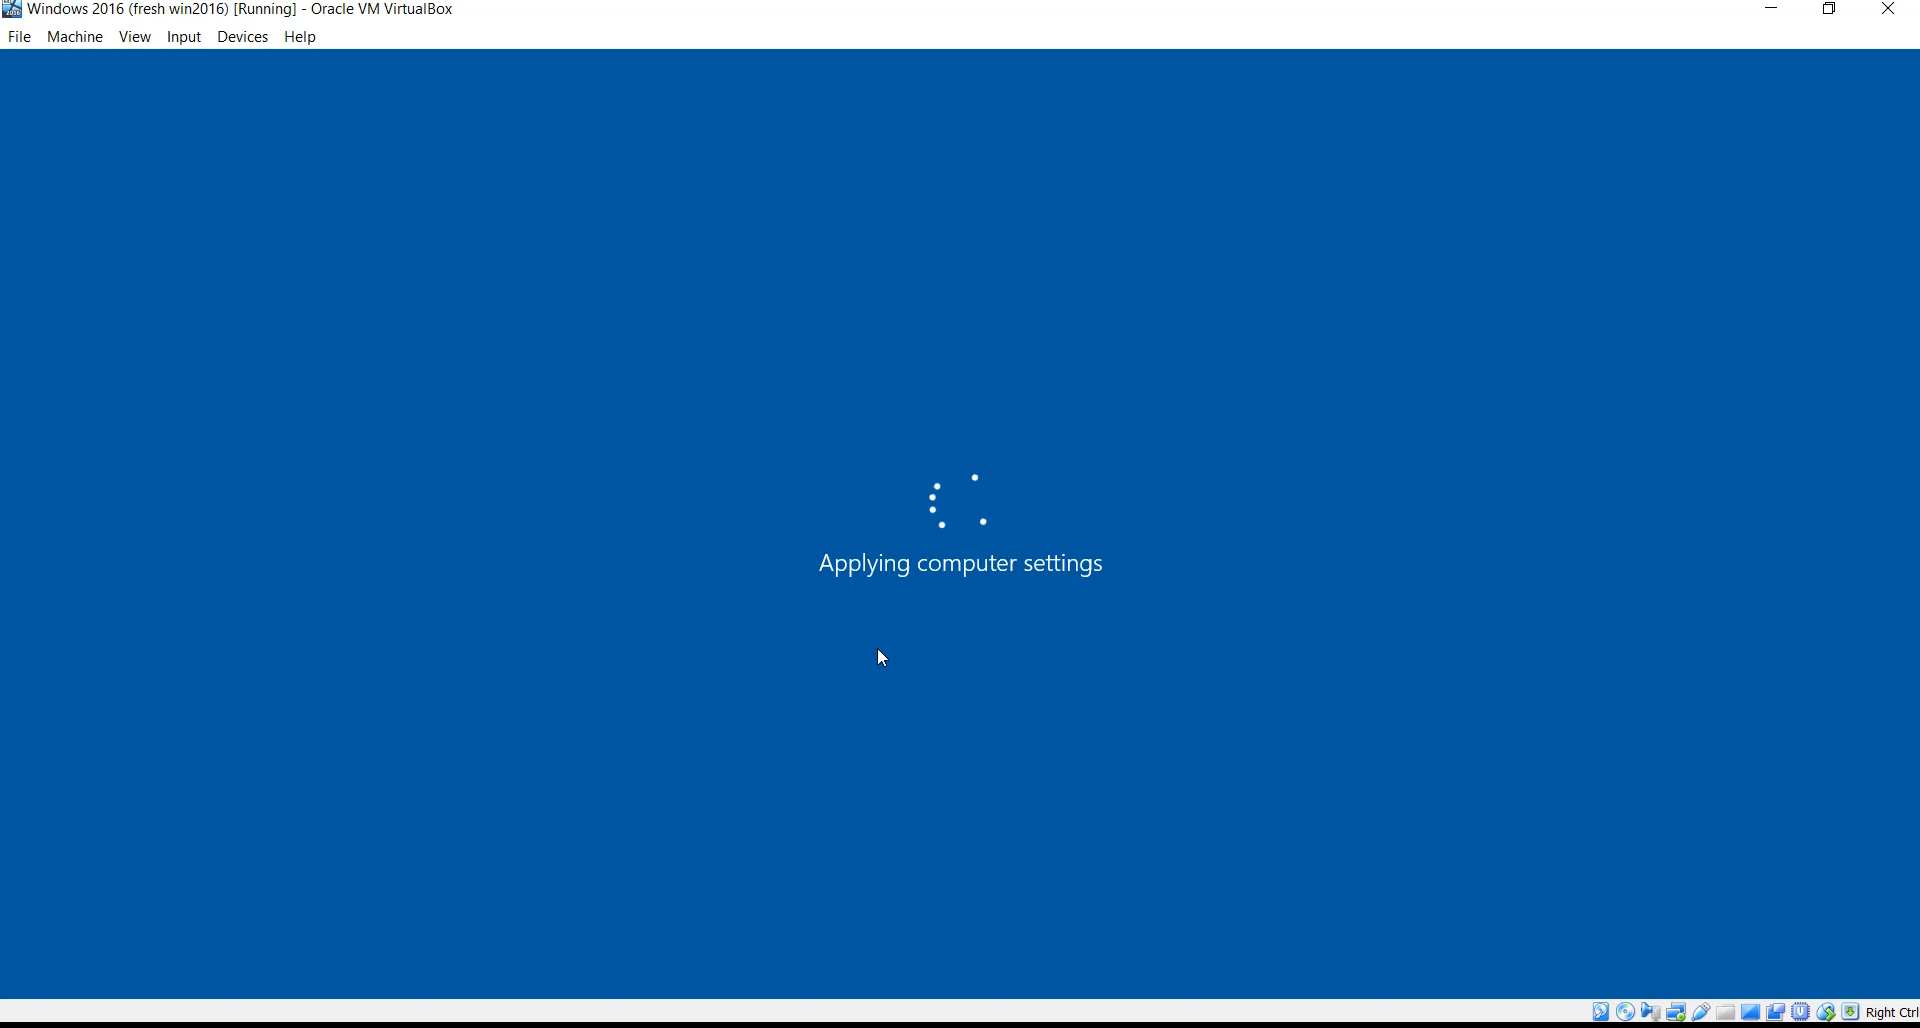 Windows 2016 (fresh win2016) [Running] - Oracle VM VirtualBox
File Machine View Input Devices Help
Applying computer settings
Right Ctrl